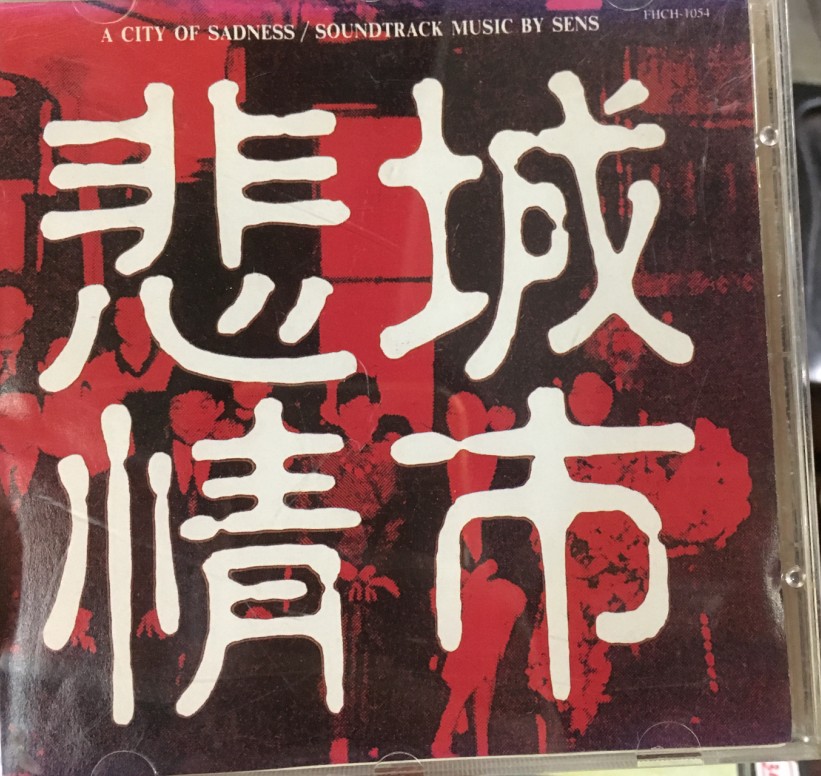 A CITY OF SADNESS / SOUNDTRACK MUSIC BY SENS
FHCH-1054
悲城
情市